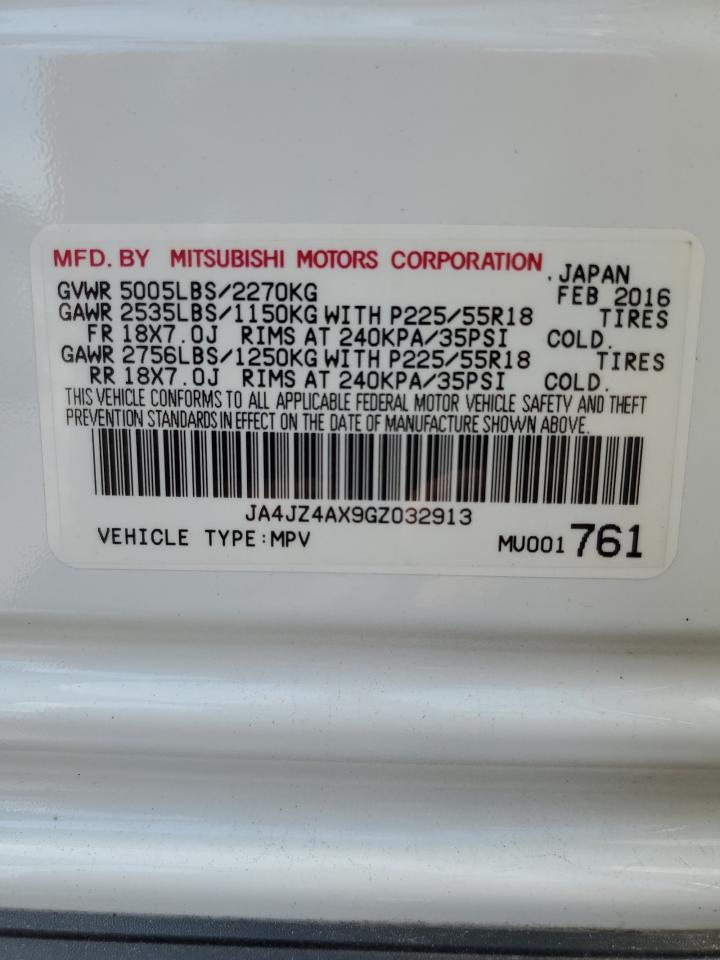 MFD. BY MITSUBISHI MOTORS CORPORATION . JAPAN
GVWR 5005LBS/2270KG FEB 2016
GAWR 2535LBS/1150KG WITH P225/55R18 TIRES
FR 18X7.0J RIMS AT 240KPA/35PSI COLD.
GAWR 2756LBS/1250KG WITH P225/55R18 TIRES
RR 18X7.0J RIMS AT 240KPA/35PSI COLD.
THIS VEHICLE CONFORMS TO ALL APPLICABLE FEDERAL MOTOR VEHICLE SAFETY AND THEFT
PREVENTION STANDARDS IN EFFECT ON THE DATE OF MANUFACTURE SHOWN ABOVE.
JA4JZ4AX9GZ032913
VEHICLE TYPE:MPV MU001 761